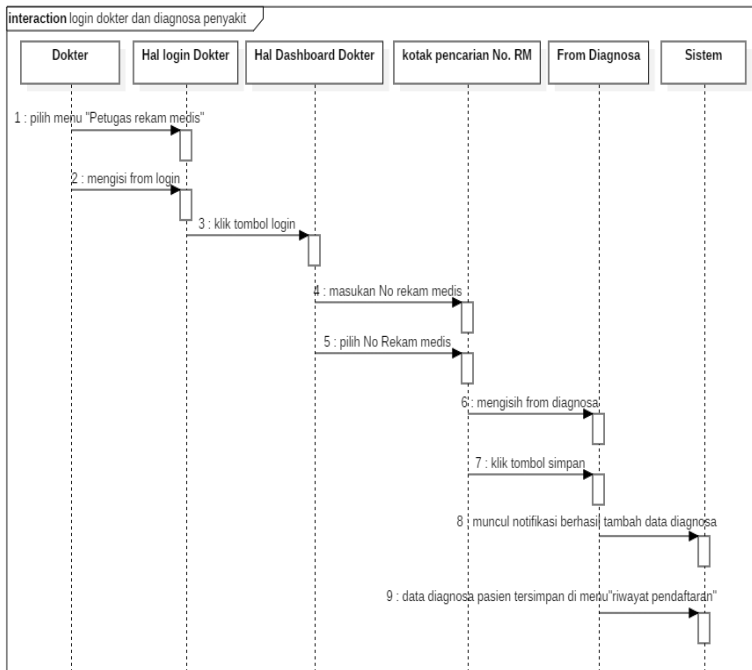 interaction login dokter dan diagnosa penyakit
Dokter
Hal login Dokter
Hal Dashboard Dokter
kotak pencarian No. RM
From Diagnosa
Sistem
1 : pilih menu "Petugas rekam medis"
2 : mengisi from login
3 : klik tombol login
4 : masukan No rekam medis
5 : pilih No Rekam medis
6 : mengisih from diagnosa
7 : klik tombol simpan
8 : muncul notifikasi berhasil tambah data diagnosa
9 : data diagnosa pasien tersimpan di menu"riwayat pendaftaran"